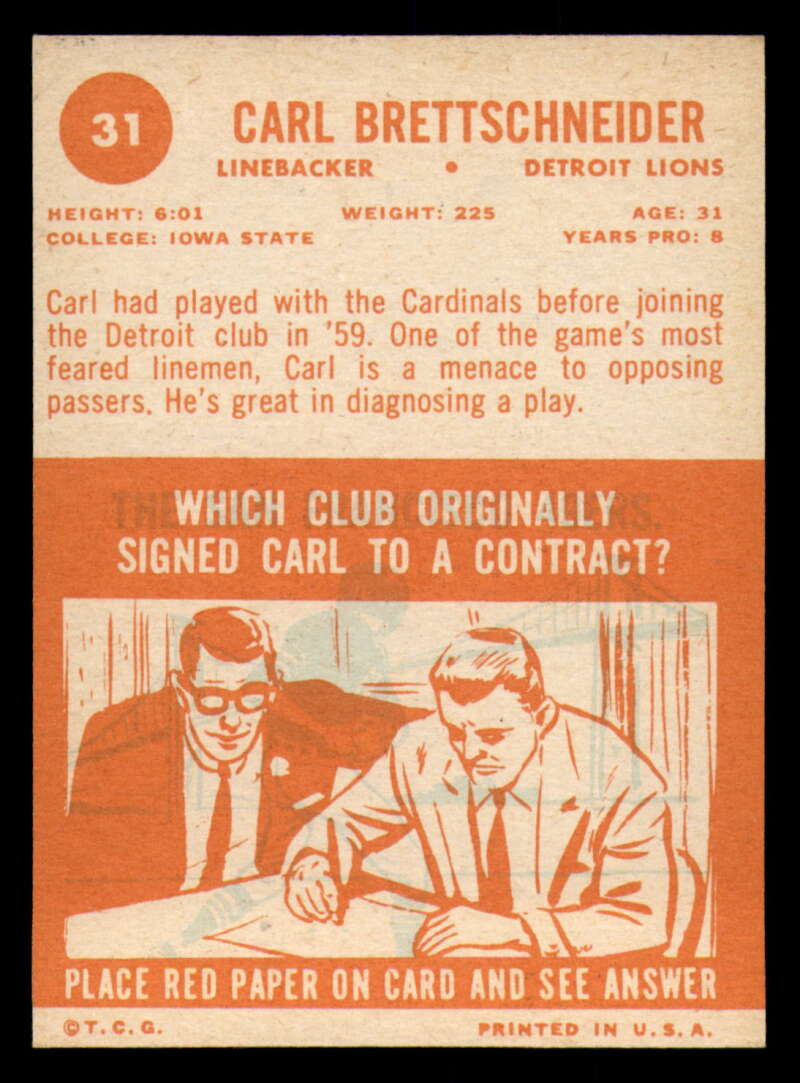 31
CARL BRETTSCHNEIDER
LINEBACKER • DETROIT LIONS
HEIGHT: 6:01 WEIGHT: 225 AGE: 31
COLLEGE: IOWA STATE YEARS PRO: 8
Carl had played with the Cardinals before joining
the Detroit club in '59. One of the game's most
feared linemen, Carl is a menace to opposing
passers. He's great in diagnosing a play.
WHICH CLUB ORIGINALLY
SIGNED CARL TO A CONTRACT?
THE
PLACE RED PAPER ON CARD AND SEE ANSWER
©T.C.G. PRINTED IN U.S.A.